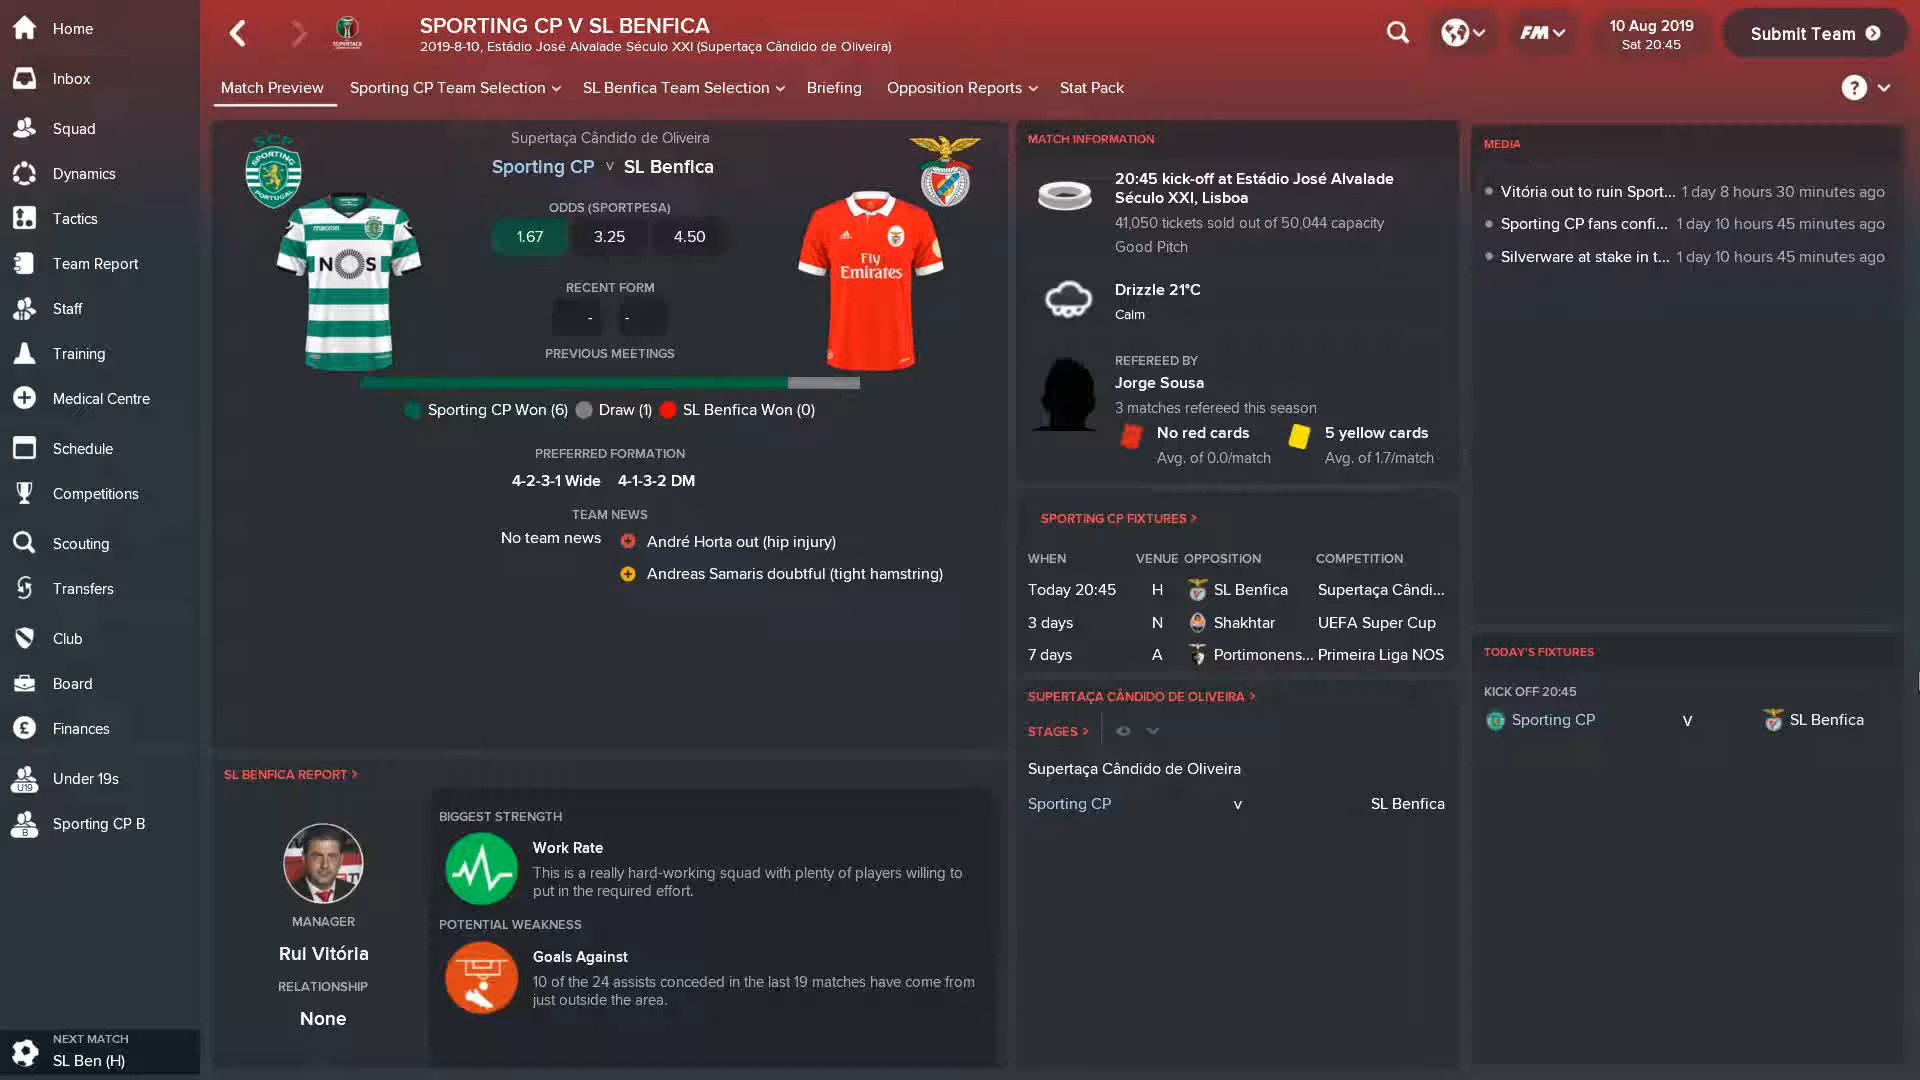 Home
Inbox
Squad
Dynamics
Tactics
Team Report
Staff
Training
Medical Centre
Schedule
Competitions
Scouting
Transfers
Club
Board
Finances
U19
Under 19s
B
Sporting CP B
NEXT MATCH
SL Ben (H)
SPORTING CP V SL BENFICA
2019-8-10, Estádio José Alvalade Século XXI (Supertaça Cândido de Oliveira)
FM
10 Aug 2019
Sat 20:45
Submit Team
Match Preview
Sporting CP Team Selection
SL Benfica Team Selection
Briefing
Opposition Reports
Stat Pack
?
SCP
SPORTING
PORTUGAL
Supertaça Cândido de Oliveira
Sporting CP v SL Benfica
ODDS (SPORTPESA)
1.67 3.25 4.50
macron
NOS
Fly
Emirates
RECENT FORM
- -
PREVIOUS MEETINGS
Sporting CP Won (6) Draw (1) SL Benfica Won (0)
PREFERRED FORMATION
4-2-3-1 Wide 4-1-3-2 DM
TEAM NEWS
No team news
André Horta out (hip injury)
Andreas Samaris doubtful (tight hamstring)
SL BENFICA REPORT >
MANAGER
Rui Vitória
RELATIONSHIP
None
BIGGEST STRENGTH
Work Rate
This is a really hard-working squad with plenty of players willing to
put in the required effort.
POTENTIAL WEAKNESS
Goals Against
10 of the 24 assists conceded in the last 19 matches have come from
just outside the area.
MATCH INFORMATION
20:45 kick-off at Estádio José Alvalade
Século XXI, Lisboa
41,050 tickets sold out of 50,044 capacity
Good Pitch
Drizzle 21°C
Calm
REFEREED BY
Jorge Sousa
3 matches refereed this season
No red cards
Avg. of 0.0/match
5 yellow cards
Avg. of 1.7/match
SPORTING CP FIXTURES >
WHEN VENUE OPPOSITION COMPETITION
Today 20:45 H SL Benfica Supertaça Cândi...
3 days N Shakhtar UEFA Super Cup
7 days A Portimonens... Primeira Liga NOS
SUPERTAÇA CÂNDIDO DE OLIVEIRA >
STAGES >
Supertaça Cândido de Oliveira
Sporting CP v SL Benfica
MEDIA
Vitória out to ruin Sport... 1 day 8 hours 30 minutes ago
Sporting CP fans confi... 1 day 10 hours 45 minutes ago
Silverware at stake in t... 1 day 10 hours 45 minutes ago
TODAY'S FIXTURES
KICK OFF 20:45
Sporting CP v SL Benfica